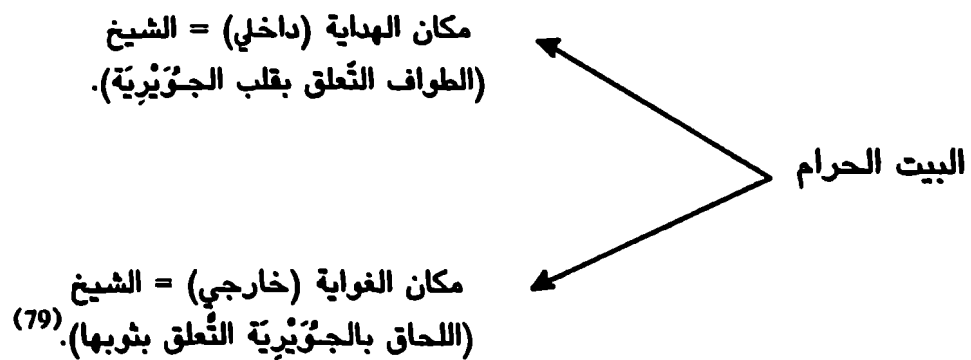 مكان الهداية (داخلي) = الشيخ
(الطواف التّعلق بقلب الجُوَيْرِيَة).
البيت الحرام
مكان الغواية (خارجي) = الشيخ
(اللحاق بالجُوَيْرِيَة التُّعلق بثوبها).(79)